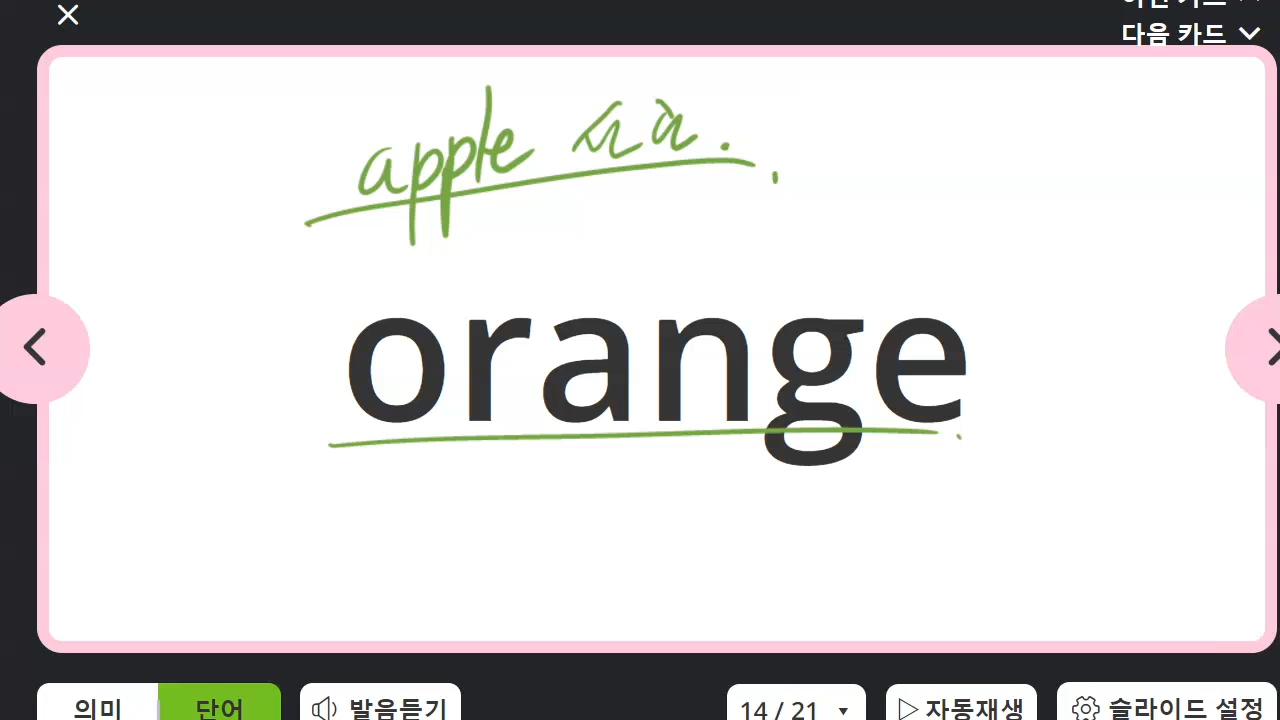 다음 카드
apple 사과.
orange
의미 단어 발음듣기 14 / 21 자동재생 슬라이드 설정